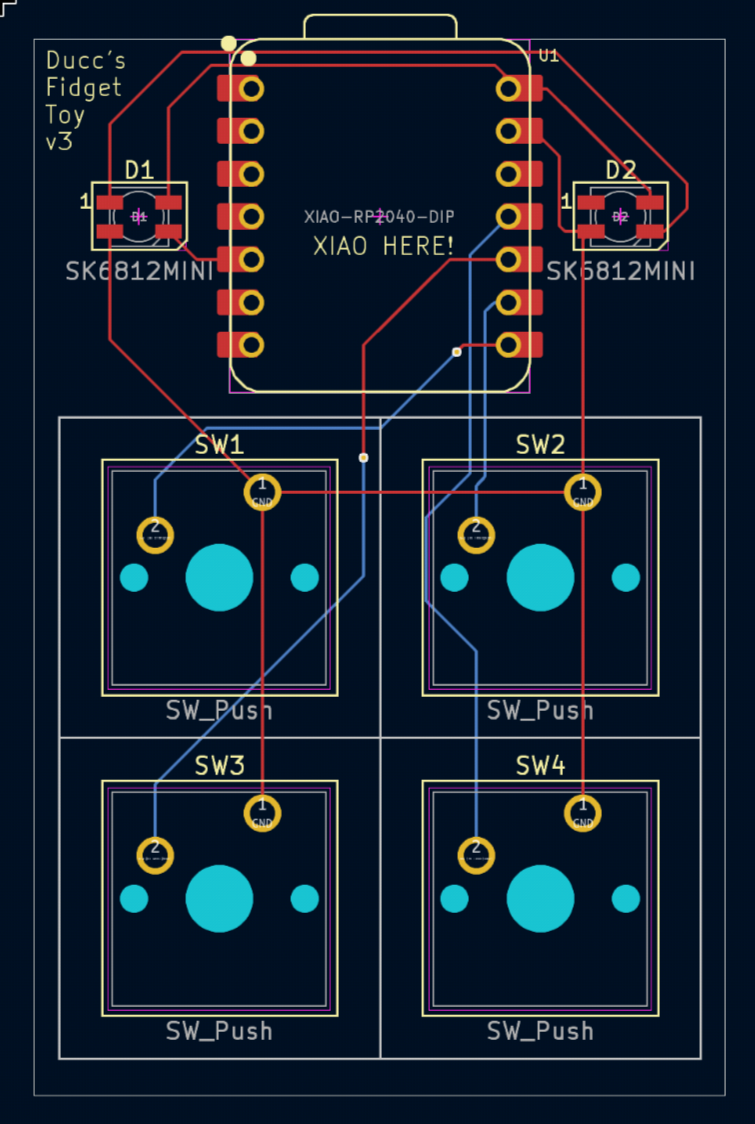 Ducc's
Fidget
Toy
v3
U1
D1
D2
1
D1
XIAO-RP2040-DIP
1
D2
XIAO HERE!
SK6812MINI
SK6812MINI
SW1
SW2
1
GND
1
GND
2
2
SW_Push
SW_Push
SW3
SW4
1
GND
1
GND
2
2
SW_Push
SW_Push